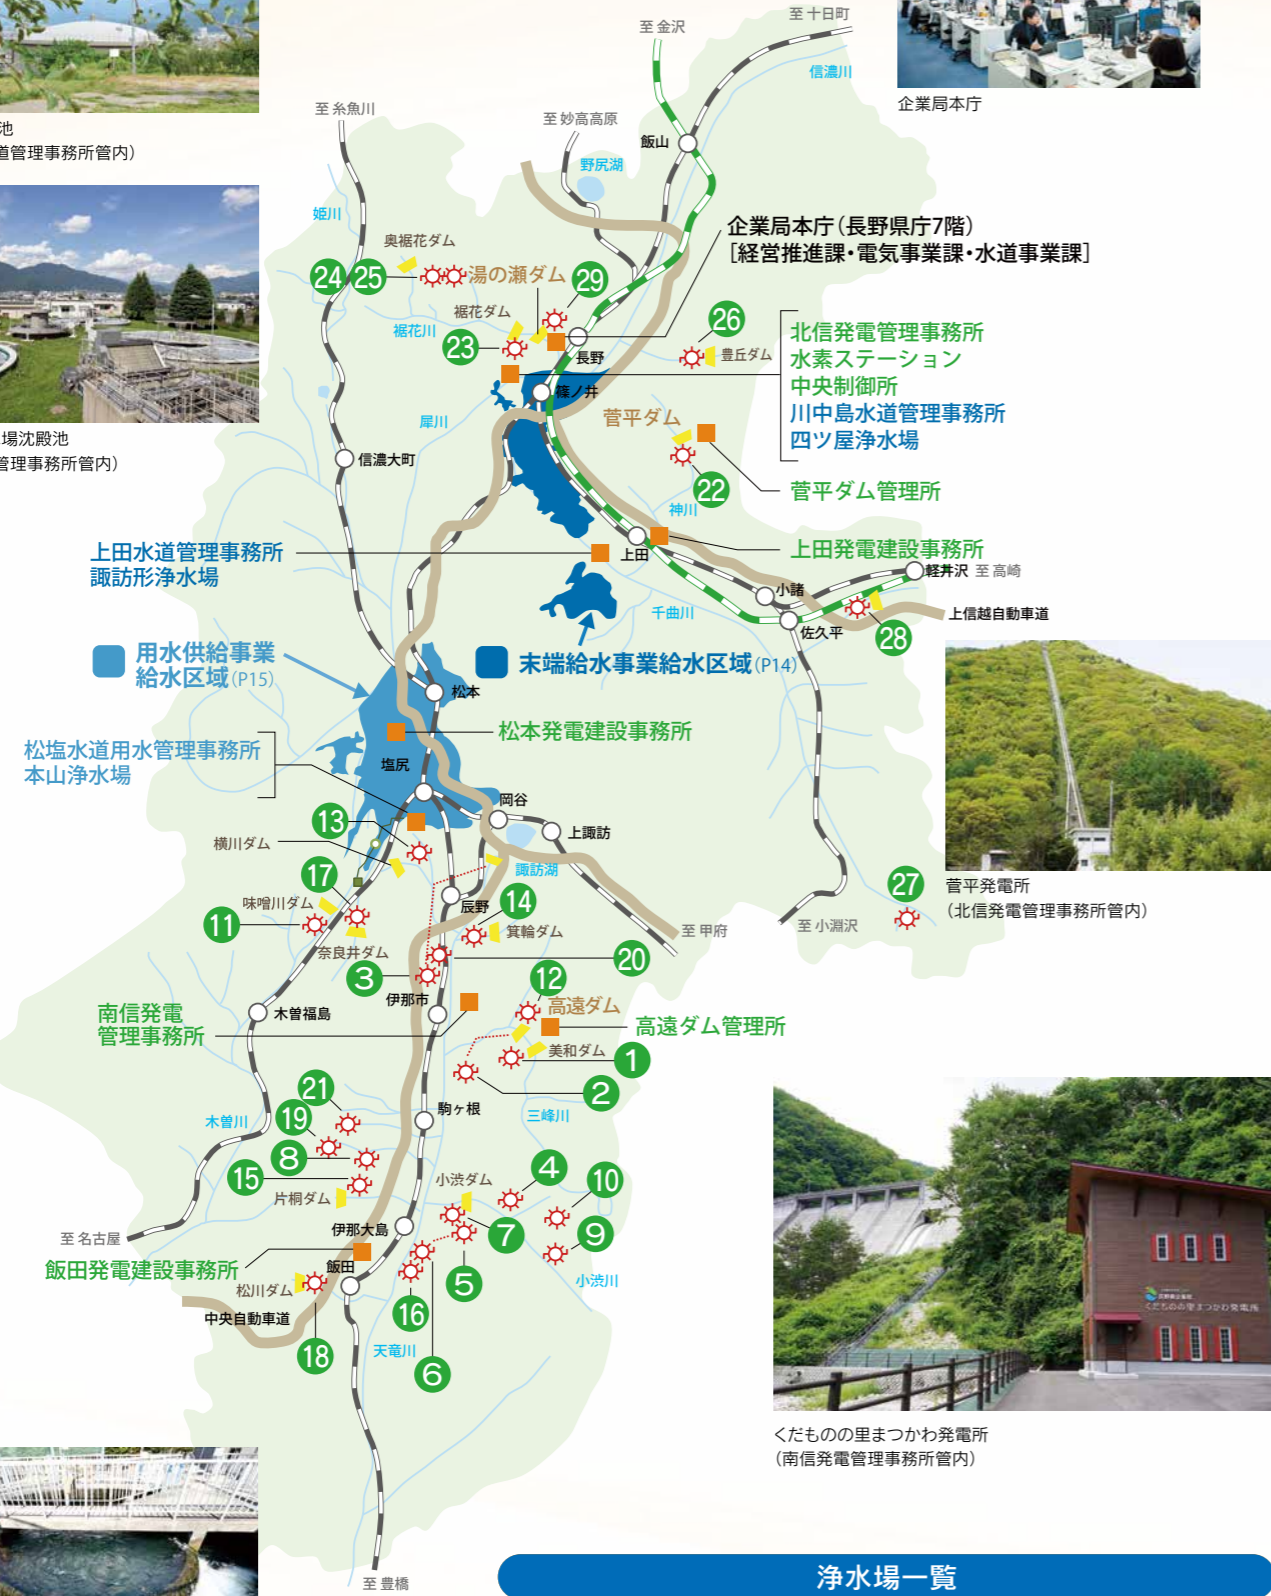 池
道管理事務所管内）
場沈殿池
管理事務所管内）
企業局本庁
至 金沢
至 十日町
信濃川
至 糸魚川
至 妙高高原
野尻湖
飯山
姫川
奥裾花ダム
24
25
湯の瀬ダム
29
企業局本庁（長野県庁7階）
［経営推進課・電気事業課・水道事業課］
裾花ダム
裾花川
23
長野
26
豊丘ダム
北信発電管理事務所
水素ステーション
中央制御所
川中島水道管理事務所
四ツ屋浄水場
篠ノ井
菅平ダム
犀川
信濃大町
22
神川
菅平ダム管理所
上田水道管理事務所
諏訪形浄水場
上田
上田発電建設事務所
軽井沢
至 高崎
小諸
千曲川
佐久平
28
上信越自動車道
用水供給事業
給水区域（P15）
末端給水事業給水区域（P14）
松本
松本発電建設事務所
松塩水道用水管理事務所
本山浄水場
塩尻
岡谷
上諏訪
13
横川ダム
諏訪湖
17
味噌川ダム
11
辰野
14
箕輪ダム
奈良井ダム
3
20
至 甲府
至 小淵沢
27
菅平発電所
（北信発電管理事務所管内）
伊那市
12
高遠ダム
高遠ダム管理所
木曽福島
南信発電
管理事務所
美和ダム
1
2
21
19
駒ヶ根
三峰川
木曽川
8
15
片桐ダム
小渋ダム
4
10
7
9
伊那大島
至 名古屋
飯田発電建設事務所
飯田
5
小渋川
松川ダム
16
中央自動車道
18
天竜川
6
くだものの里まつかわ発電所
くだものの里まつかわ発電所
（南信発電管理事務所管内）
至 豊橋
浄水場一覧